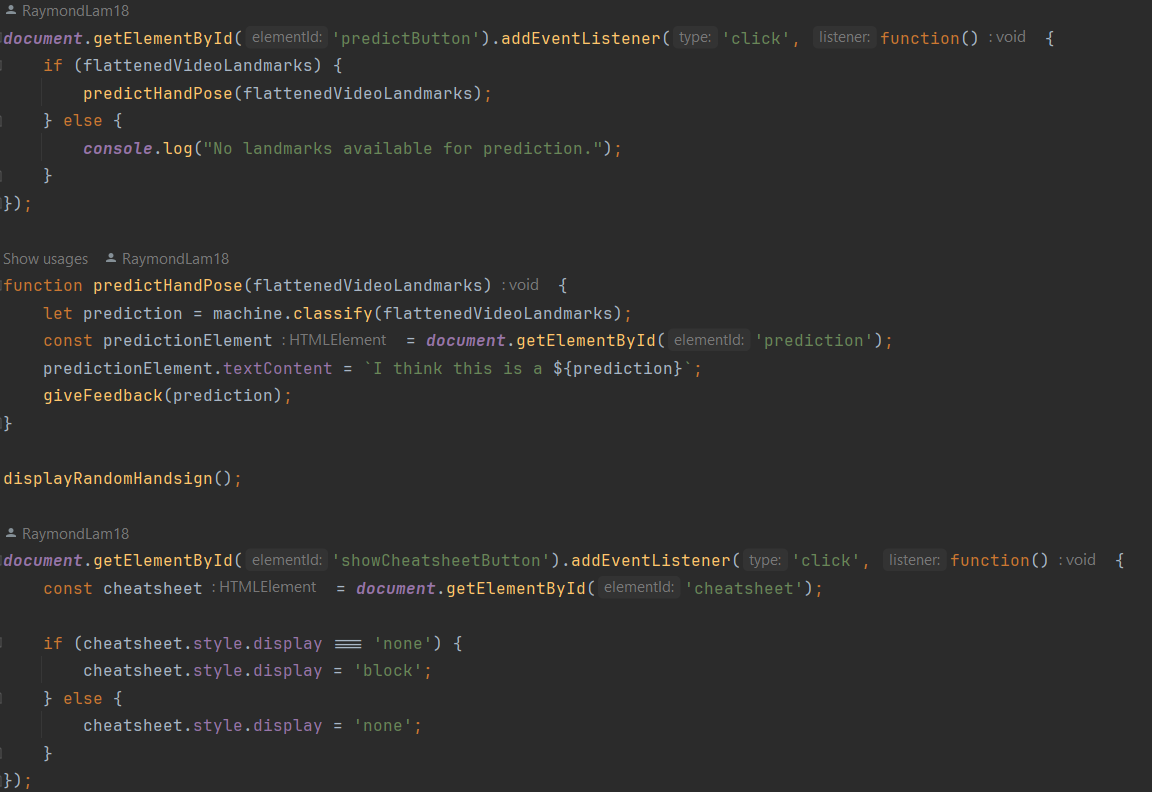 RaymondLam18
document.getElementById( elementId: 'predictButton').addEventListener( type: 'click', listener: function() : void {
    if (flattenedVideoLandmarks) {
        predictHandPose(flattenedVideoLandmarks);
    } else {
        console.log("No landmarks available for prediction.");
    }
});
Show usages RaymondLam18
function predictHandPose(flattenedVideoLandmarks) : void {
    let prediction = machine.classify(flattenedVideoLandmarks);
    const predictionElement : HTMLElement = document.getElementById( elementId: 'prediction');
    predictionElement.textContent = `I think this is a ${prediction}`;
    giveFeedback(prediction);
}
displayRandomHandsign();
RaymondLam18
document.getElementById( elementId: 'showCheatsheetButton').addEventListener( type: 'click', listener: function() : void {
    const cheatsheet : HTMLElement = document.getElementById( elementId: 'cheatsheet');
    if (cheatsheet.style.display === 'none') {
        cheatsheet.style.display = 'block';
    } else {
        cheatsheet.style.display = 'none';
    }
});